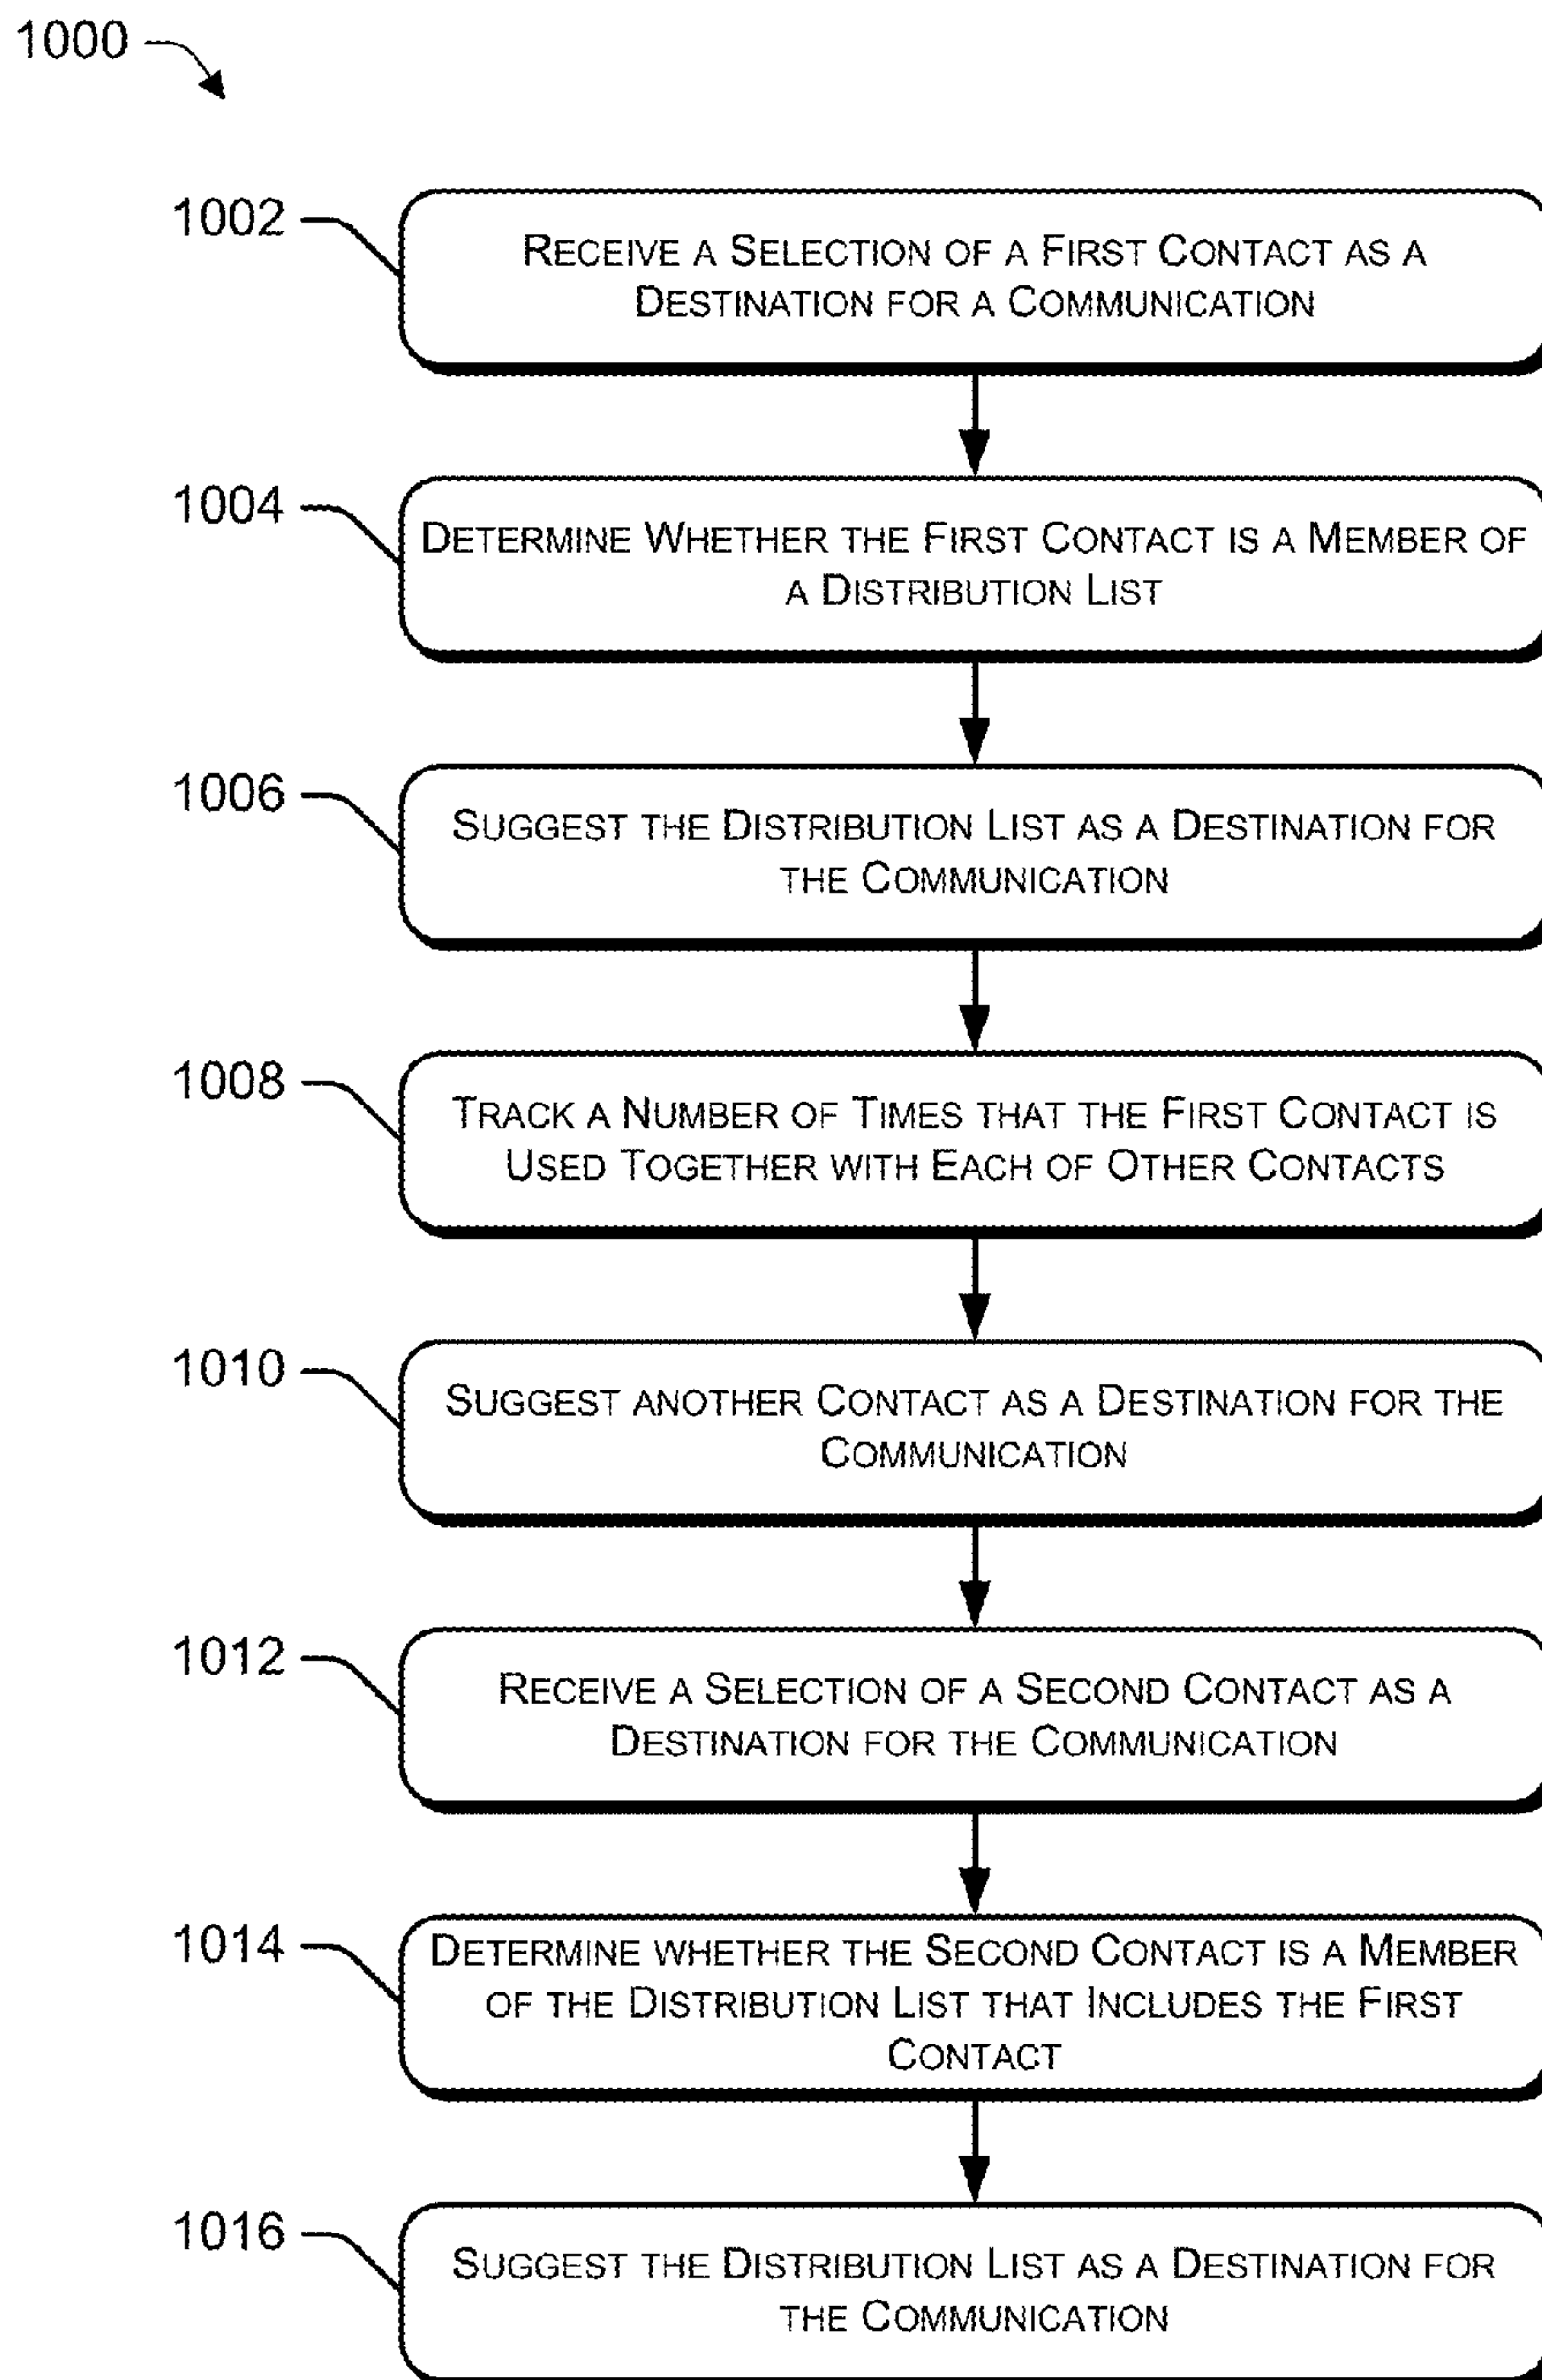 1000
1002
RECEIVE A SELECTION OF A FIRST CONTACT AS A
DESTINATION FOR A COMMUNICATION
1004
DETERMINE WHETHER THE FIRST CONTACT IS A MEMBER OF
A DISTRIBUTION LIST
1006
SUGGEST THE DISTRIBUTION LIST AS A DESTINATION FOR
THE COMMUNICATION
1008
TRACK A NUMBER OF TIMES THAT THE FIRST CONTACT IS
USED TOGETHER WITH EACH OF OTHER CONTACTS
1010
SUGGEST ANOTHER CONTACT AS A DESTINATION FOR THE
COMMUNICATION
1012
RECEIVE A SELECTION OF A SECOND CONTACT AS A
DESTINATION FOR THE COMMUNICATION
1014
DETERMINE WHETHER THE SECOND CONTACT IS A MEMBER
OF THE DISTRIBUTION LIST THAT INCLUDES THE FIRST
CONTACT
1016
SUGGEST THE DISTRIBUTION LIST AS A DESTINATION FOR
THE COMMUNICATION